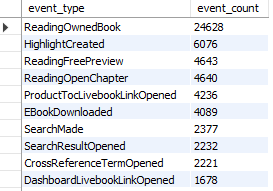 event_type event_count
ReadingOwnedBook 24628
HighlightCreated 6076
ReadingFreePreview 4643
ReadingOpenChapter 4640
ProductTocLivebookLinkOpened 4236
EBookDownloaded 4089
SearchMade 2377
SearchResultOpened 2232
CrossReferenceTermOpened 2221
DashboardLivebookLinkOpened 1678